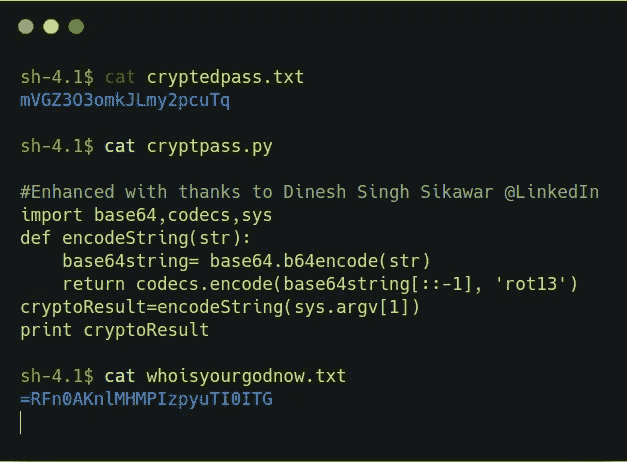 sh-4.1$ cat cryptedpass.txt
mVGZ3O3omkJLmy2pcuTq
sh-4.1$ cat cryptpass.py
#Enhanced with thanks to Dinesh Singh Sikawar @LinkedIn
import base64,codecs,sys
def encodeString(str):
    base64string= base64.b64encode(str)
    return codecs.encode(base64string[::-1], 'rot13')
cryptoResult=encodeString(sys.argv[1])
print cryptoResult
sh-4.1$ cat whoisyourgodnow.txt
=RFn0AKnlMHMPIzpyuTI0ITG